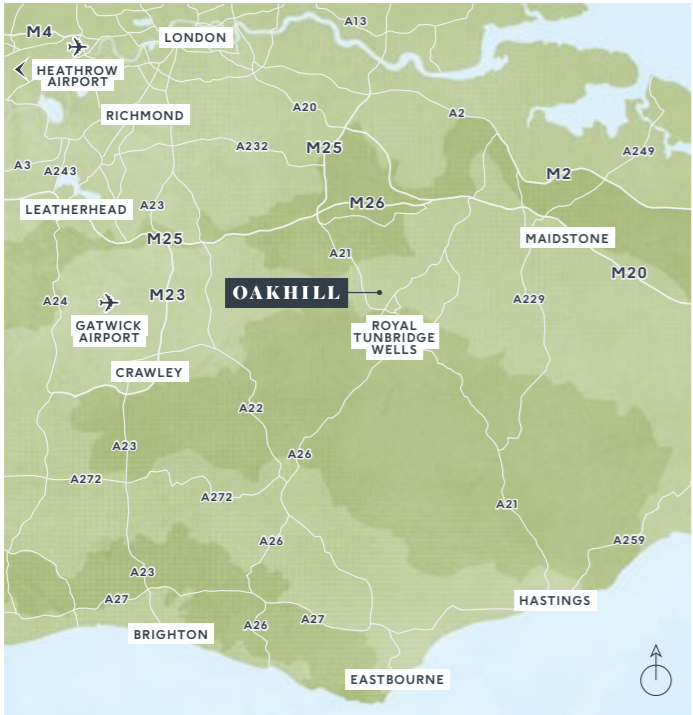 A13
M4
LONDON
HEATHROW
AIRPORT
A20
A2
RICHMOND
A232
M25
A249
A3
A243
M2
LEATHERHEAD
A23
M26
M25
MAIDSTONE
A21
M20
OAKHILL
M23
A24
A229
GATWICK
AIRPORT
ROYAL
TUNBRIDGE
WELLS
CRAWLEY
A22
A23
A26
A272
A272
A21
A26
A259
A23
A27
HASTINGS
A27
A26
BRIGHTON
EASTBOURNE